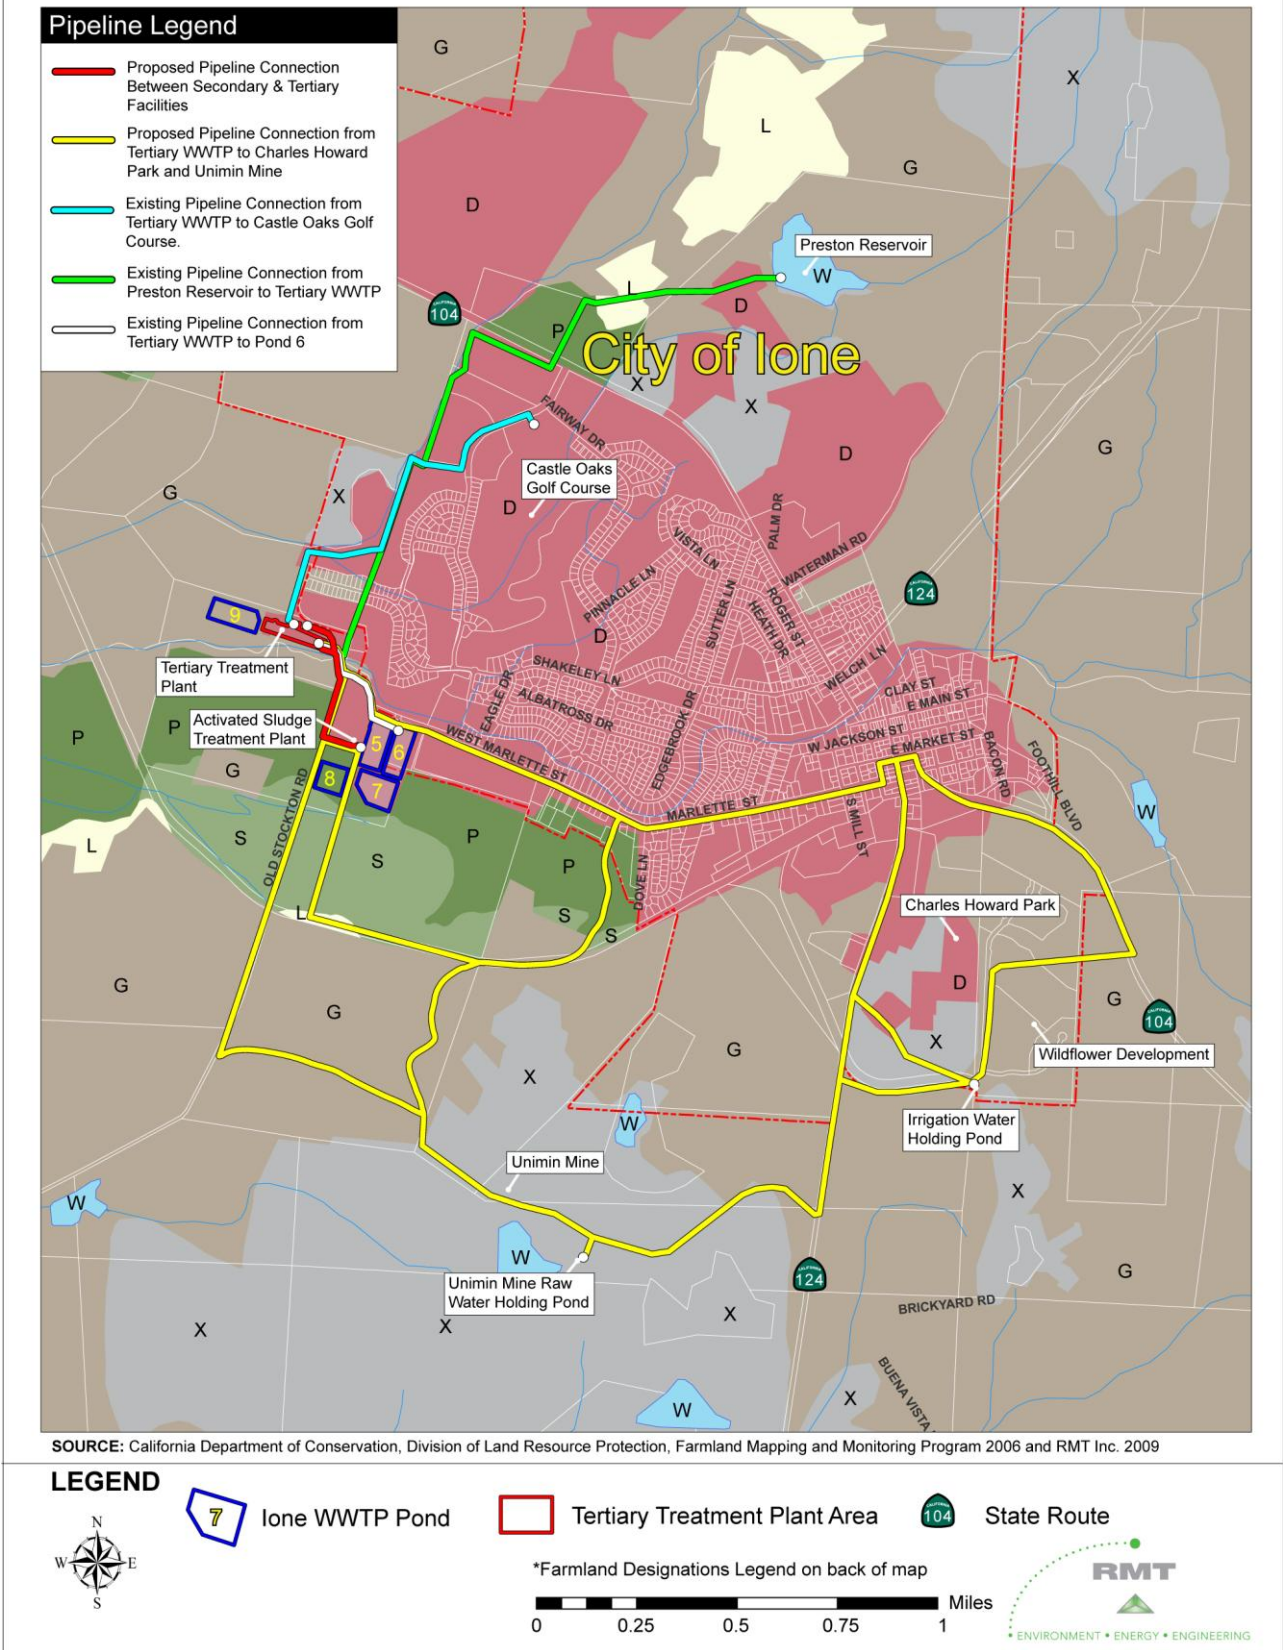 Pipeline Legend
Proposed Pipeline Connection
Between Secondary & Tertiary
Facilities
Proposed Pipeline Connection from
Tertiary WWTP to Charles Howard
Park and Unimin Mine
Existing Pipeline Connection from
Tertiary WWTP to Castle Oaks Golf
Course.
Existing Pipeline Connection from
Preston Reservoir to Tertiary WWTP
Existing Pipeline Connection from
Tertiary WWTP to Pond 6
G
X
L
G
D
Preston Reservoir
W
L
D
CALIFORNIA
104
P
City of Ione
X
X
FAIRWAY DR
D
G
Castle Oaks
Golf Course
G
X
D
PALM DR
VISTA LN
WATERMAN RD
CALIFORNIA
124
PINNACLE LN
SUTTER LN
ROGER ST
HEATH DR
9
D
WELCH LN
Tertiary Treatment
Plant
SHAKELEY LN
CLAY ST
E MAIN ST
EAGLE DR
ALBATROSS DR
EDGEBROOK DR
Activated Sludge
Treatment Plant
P
P
5
6
WEST MARLETTE ST
W JACKSON ST
E MARKET ST
BACON RD
FOOTHILL BLVD
G
8
7
MARLETTE ST
S MILL ST
W
OLD STOCKTON RD
L
S
S
P
P
DOVE LN
Charles Howard Park
L
S
S
G
G
D
G
CALIFORNIA
104
G
X
X
Wildflower Development
W
Irrigation Water
Holding Pond
Unimin Mine
W
X
W
CALIFORNIA
124
G
Unimin Mine Raw
Water Holding Pond
BRICKYARD RD
X
X
X
BUENA VISTA
X
W
SOURCE: California Department of Conservation, Division of Land Resource Protection, Farmland Mapping and Monitoring Program 2006 and RMT Inc. 2009
LEGEND
7
Ione WWTP Pond
Tertiary Treatment Plant Area
CALIFORNIA
104
State Route
N
W
E
S
*Farmland Designations Legend on back of map
Miles
0
0.25
0.5
0.75
1
RMT
ENVIRONMENT • ENERGY • ENGINEERING